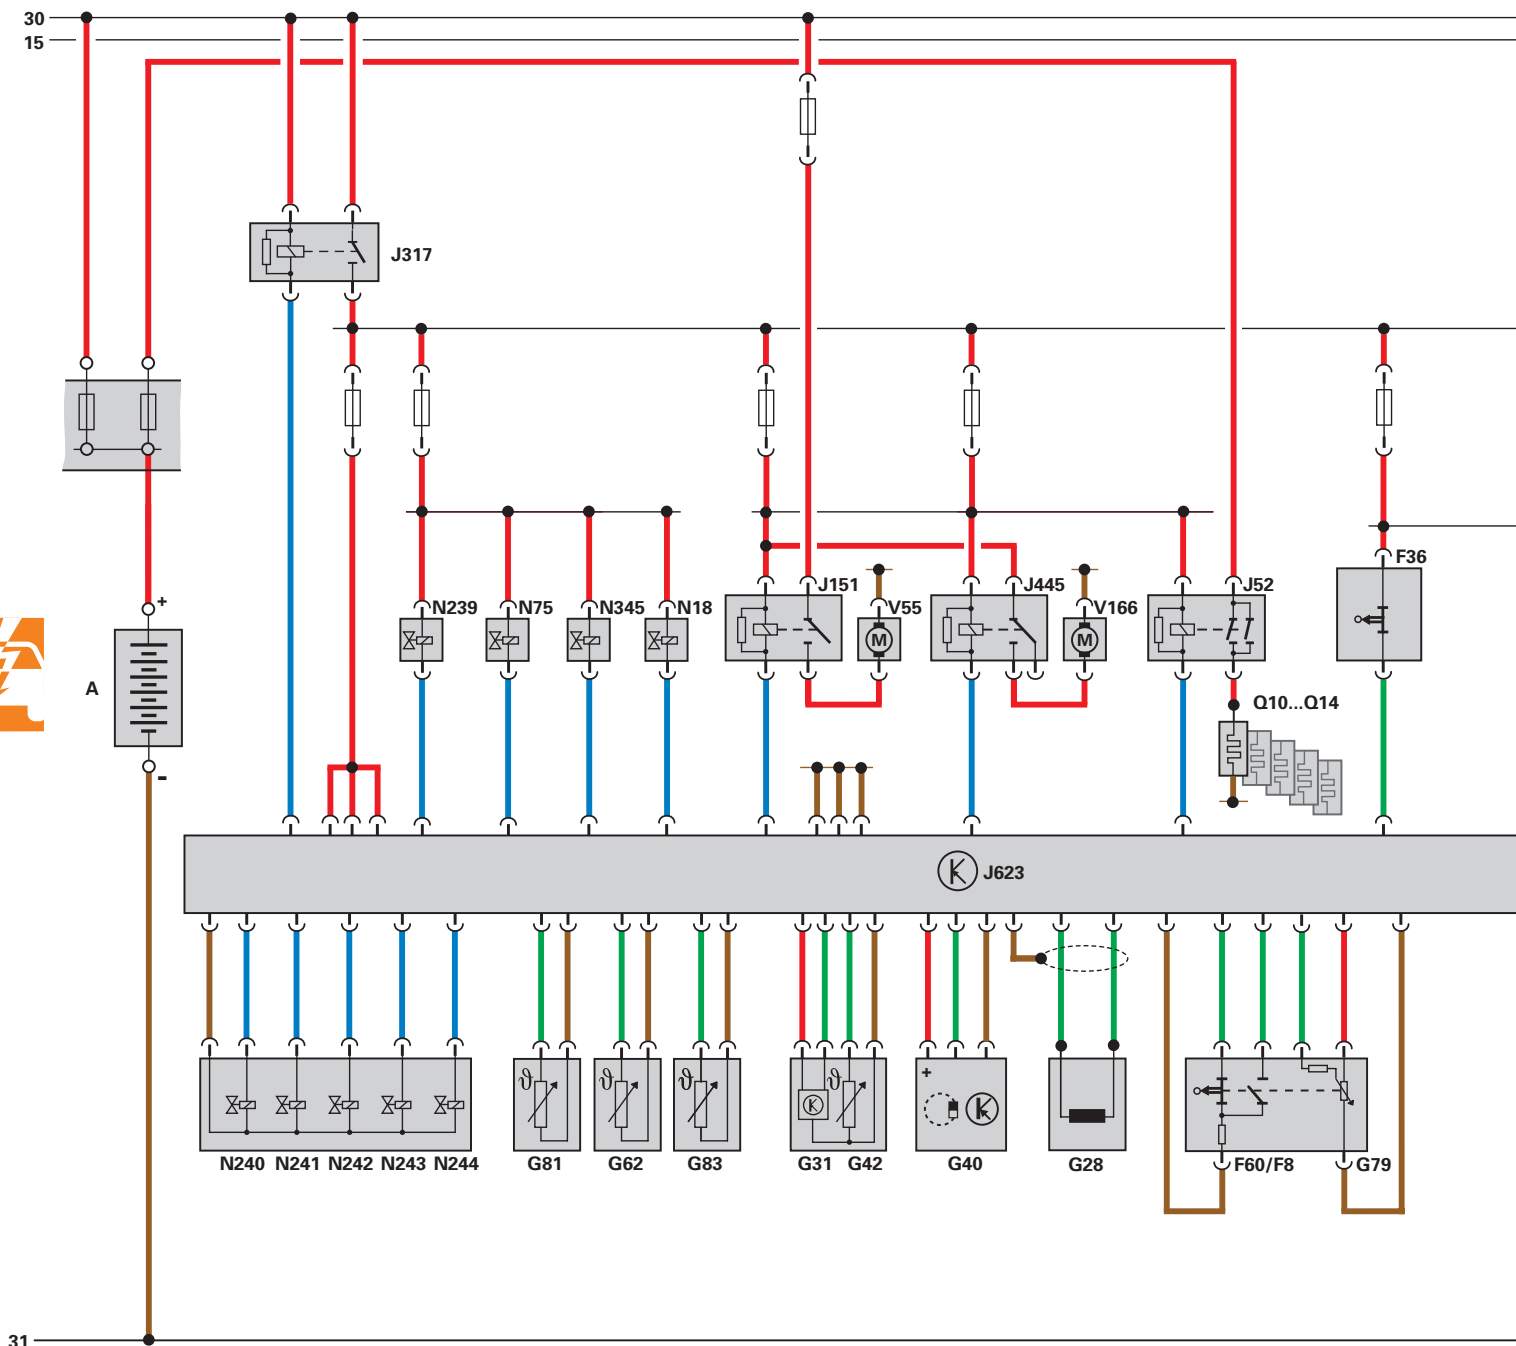 30
15
J317
F36
N239 N75 N345 N18 J151 V55 J445 V166 J52
M M
+
A
-
Q10...Q14
J623
+
ϑ ϑ ϑ ϑ
N240 N241 N242 N243 N244 G81 G62 G83 G31 G42 G40 G28 F60/F8 G79
31